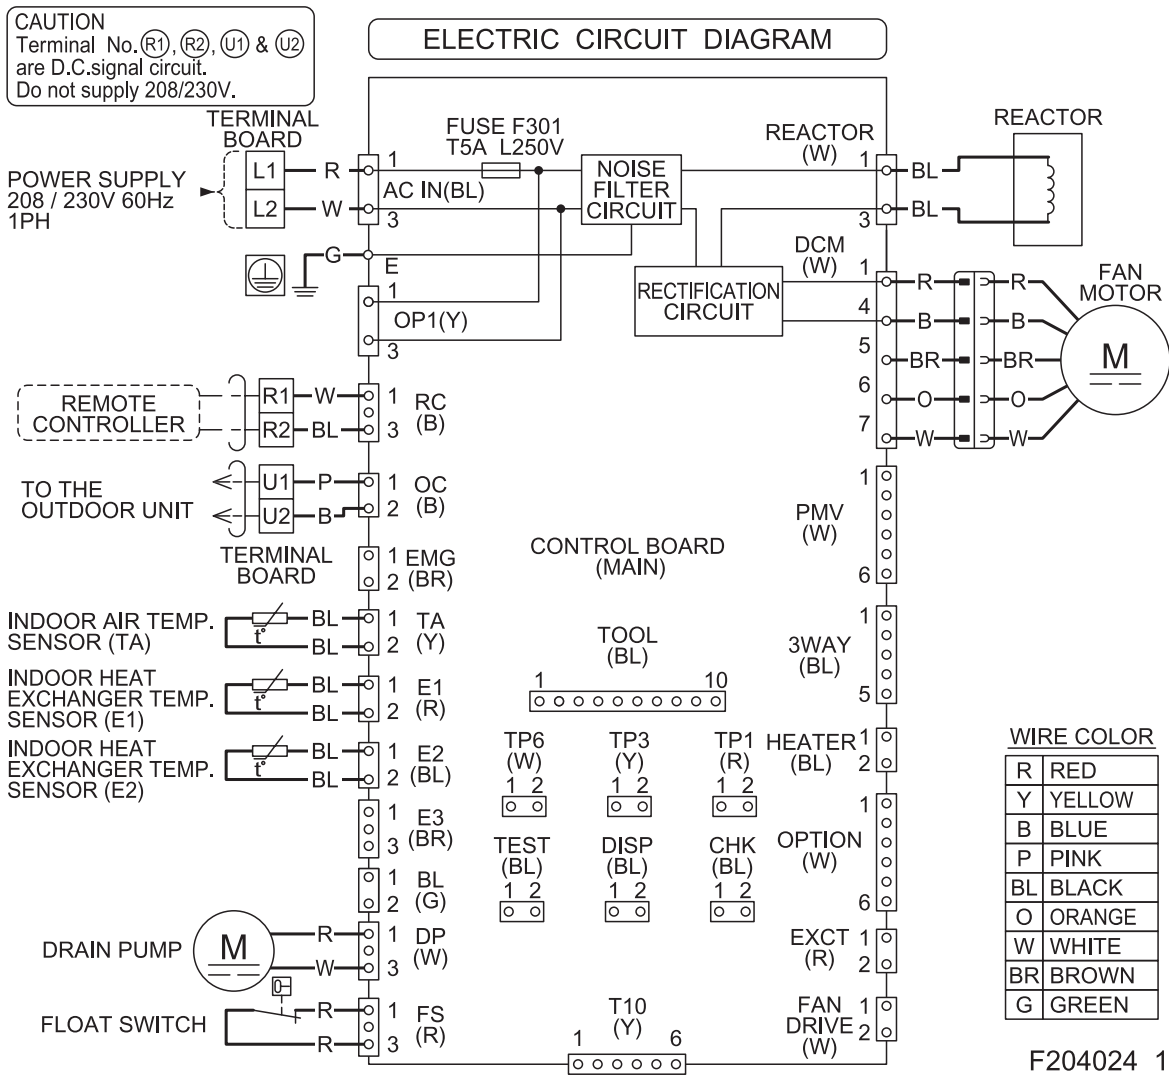 CAUTION
Terminal No. R1, R2, U1 & U2
are D.C.signal circuit.
Do not supply 208/230V.
ELECTRIC CIRCUIT DIAGRAM
TERMINAL
BOARD
POWER SUPPLY
208 / 230V 60Hz
1PH
L1 R 1
L2 W 3
AC IN(BL)
FUSE F301
T5A L250V
NOISE
FILTER
CIRCUIT
RECTIFICATION
CIRCUIT
G E
1
OP1(Y)
3
REACTOR
(W)
1 BL
3 BL
REACTOR
DCM
(W)
1 R R
4 B B
5 BR BR
6 O O
7 W W
FAN
MOTOR
M
REMOTE
CONTROLLER
R1 W 1
R2 BL 3
RC
(B)
TO THE
OUTDOOR UNIT
U1 P 1
U2 B 2
OC
(B)
TERMINAL
BOARD
1 EMG
2 (BR)
INDOOR AIR TEMP.
SENSOR (TA)
t°
BL 1 TA
BL 2 (Y)
INDOOR HEAT
EXCHANGER TEMP.
SENSOR (E1)
t°
BL 1 E1
BL 2 (R)
INDOOR HEAT
EXCHANGER TEMP.
SENSOR (E2)
t°
BL 1 E2
BL 2 (BL)
1 E3
3 (BR)
1 BL
2 (G)
DRAIN PUMP
M
R 1 DP
W 3 (W)
FLOAT SWITCH
R 1 FS
R 3 (R)
CONTROL BOARD
(MAIN)
TOOL
(BL)
1 10
TP6
(W)
1 2
TP3
(Y)
1 2
TP1
(R)
1 2
TEST
(BL)
1 2
DISP
(BL)
1 2
CHK
(BL)
1 2
T10
(Y)
1 6
PMV
(W)
1
6
3WAY
(BL)
1
5
HEATER 1
(BL) 2
OPTION
(W)
1
6
EXCT 1
(R) 2
FAN
DRIVE
(W)
1
2
WIRE COLOR
R RED
Y YELLOW
B BLUE
P PINK
BL BLACK
O ORANGE
W WHITE
BR BROWN
G GREEN
F204024 1